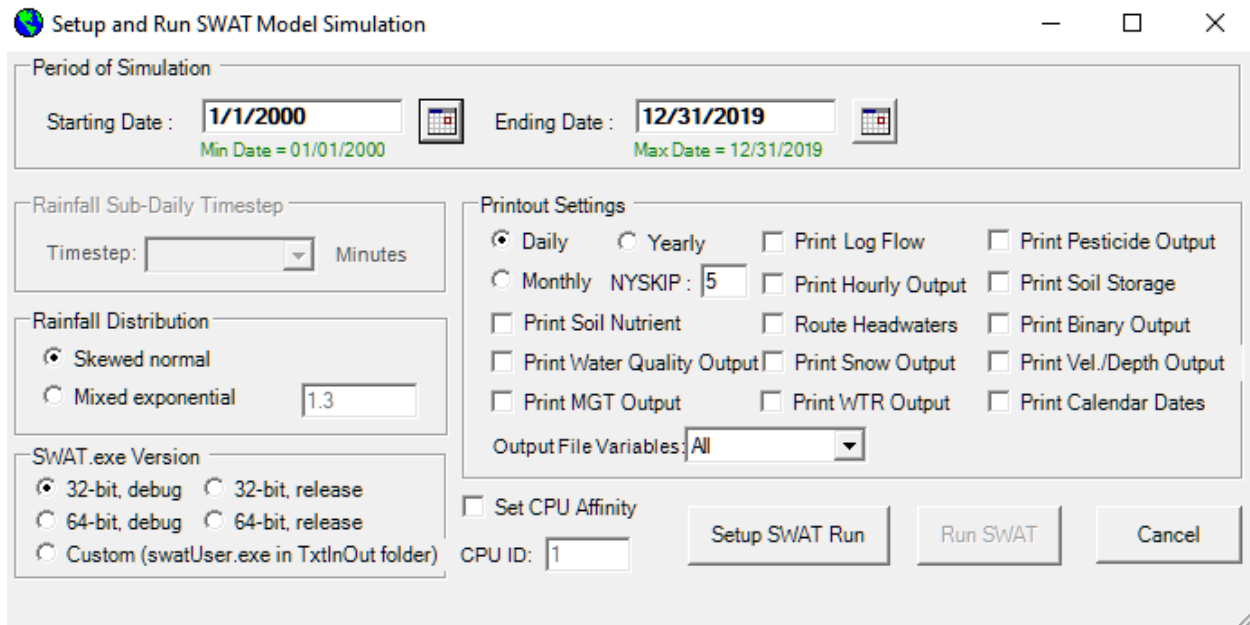 Setup and Run SWAT Model Simulation
Period of Simulation
Starting Date : 1/1/2000 Ending Date : 12/31/2019
Min Date = 01/01/2000 Max Date = 12/31/2019
Rainfall Sub-Daily Timestep
Timestep: Minutes
Rainfall Distribution
Skewed normal
Mixed exponential 1.3
SWAT.exe Version
32-bit, debug 32-bit, release
64-bit, debug 64-bit, release
Custom (swatUser.exe in TxtInOut folder)
Printout Settings
Daily Yearly Print Log Flow Print Pesticide Output
Monthly NYSKIP : 5 Print Hourly Output Print Soil Storage
Print Soil Nutrient Route Headwaters Print Binary Output
Print Water Quality Output Print Snow Output Print Vel./Depth Output
Print MGT Output Print WTR Output Print Calendar Dates
Output File Variables: All
Set CPU Affinity
CPU ID: 1
Setup SWAT Run Run SWAT Cancel